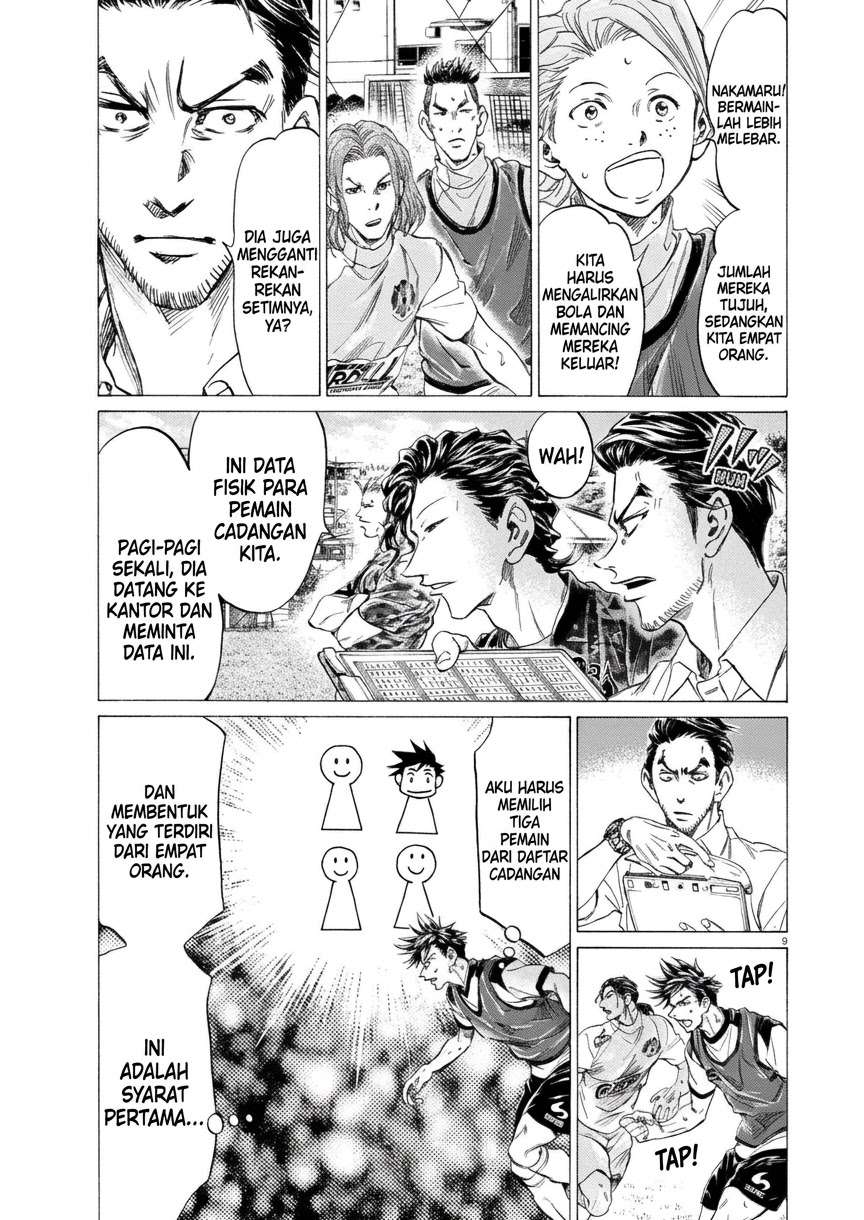 NAKAMARU!
BERMAIN-
LAH LEBIH
MELEBAR.
JUMLAH
MEREKA
TUJUH,
SEDANGKAN
KITA EMPAT
ORANG.
KITA
HARUS
MENGALIRKAN
BOLA DAN
MEMANCING
MEREKA
KELUAR!
DIA JUGA
MENGGANTI
REKAN-
REKAN
SETIMNYA,
YA?
HUH
WAH!
INI DATA
FISIK PARA
PEMAIN
CADANGAN
KITA.
PAGI-PAGI
SEKALI, DIA
DATANG KE
KANTOR DAN
MEMINTA
DATA INI.
9
TAP!
TAP!
AKU HARUS
MEMILIH
TIGA
PEMAIN
DARI DAFTAR
CADANGAN
DAN
MEMBENTUK
YANG TERDIRI
DARI EMPAT
ORANG.
INI
ADALAH
SYARAT
PERTAMA...